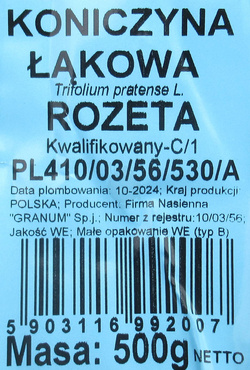 KONICZYNA
ŁĄKOWA
Trifolium pratense L.
ROZETA
Kwalifikowany-C/1
PL410/03/56/530/A
Data plombowania: 10-2024; Kraj produkcji
POLSKA; Producent. Firma Nasienna
"GRANUM" Sp.j.; Numer z rejestru:10/03/56;
Jakość WE; Małe opakowanie WE (typ B)
5 903116 992007
Masa: 500g NETTO